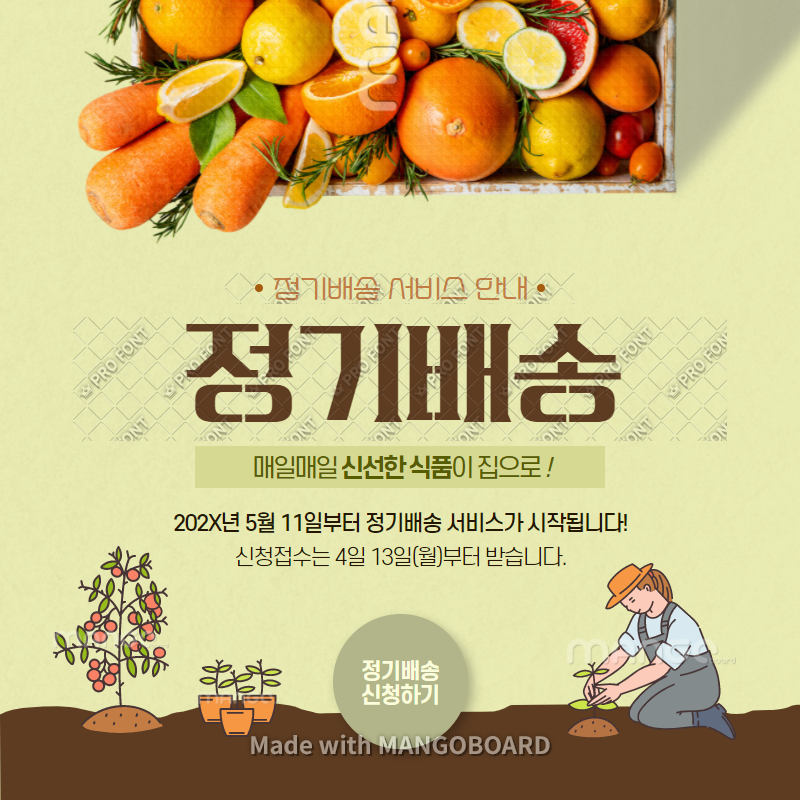 • 정기배송 서비스 안내 •
정기배송
매일매일 신선한 식품이 집으로 !
202X년 5월 11일부터 정기배송 서비스가 시작됩니다!
신청접수는 4일 13일(월)부터 받습니다.
정기배송
신청하기
Made with MANGOBOARD